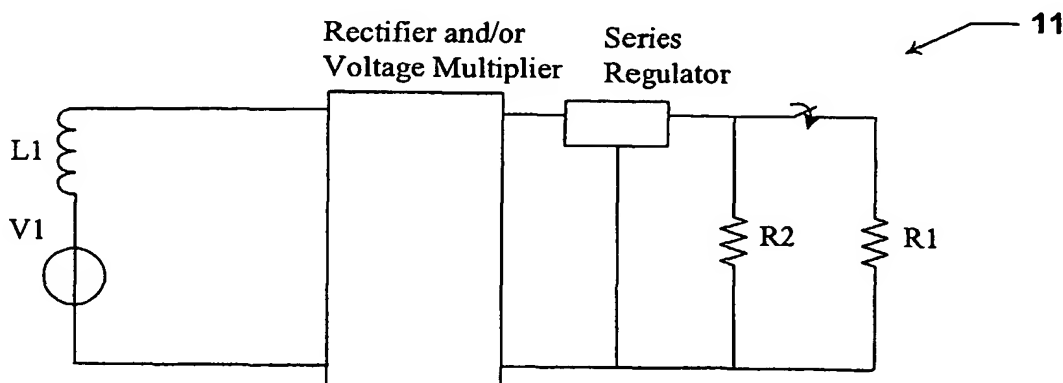 Rectifier and/or
Voltage Multiplier
Series
Regulator
11
L1
V1
R2
R1